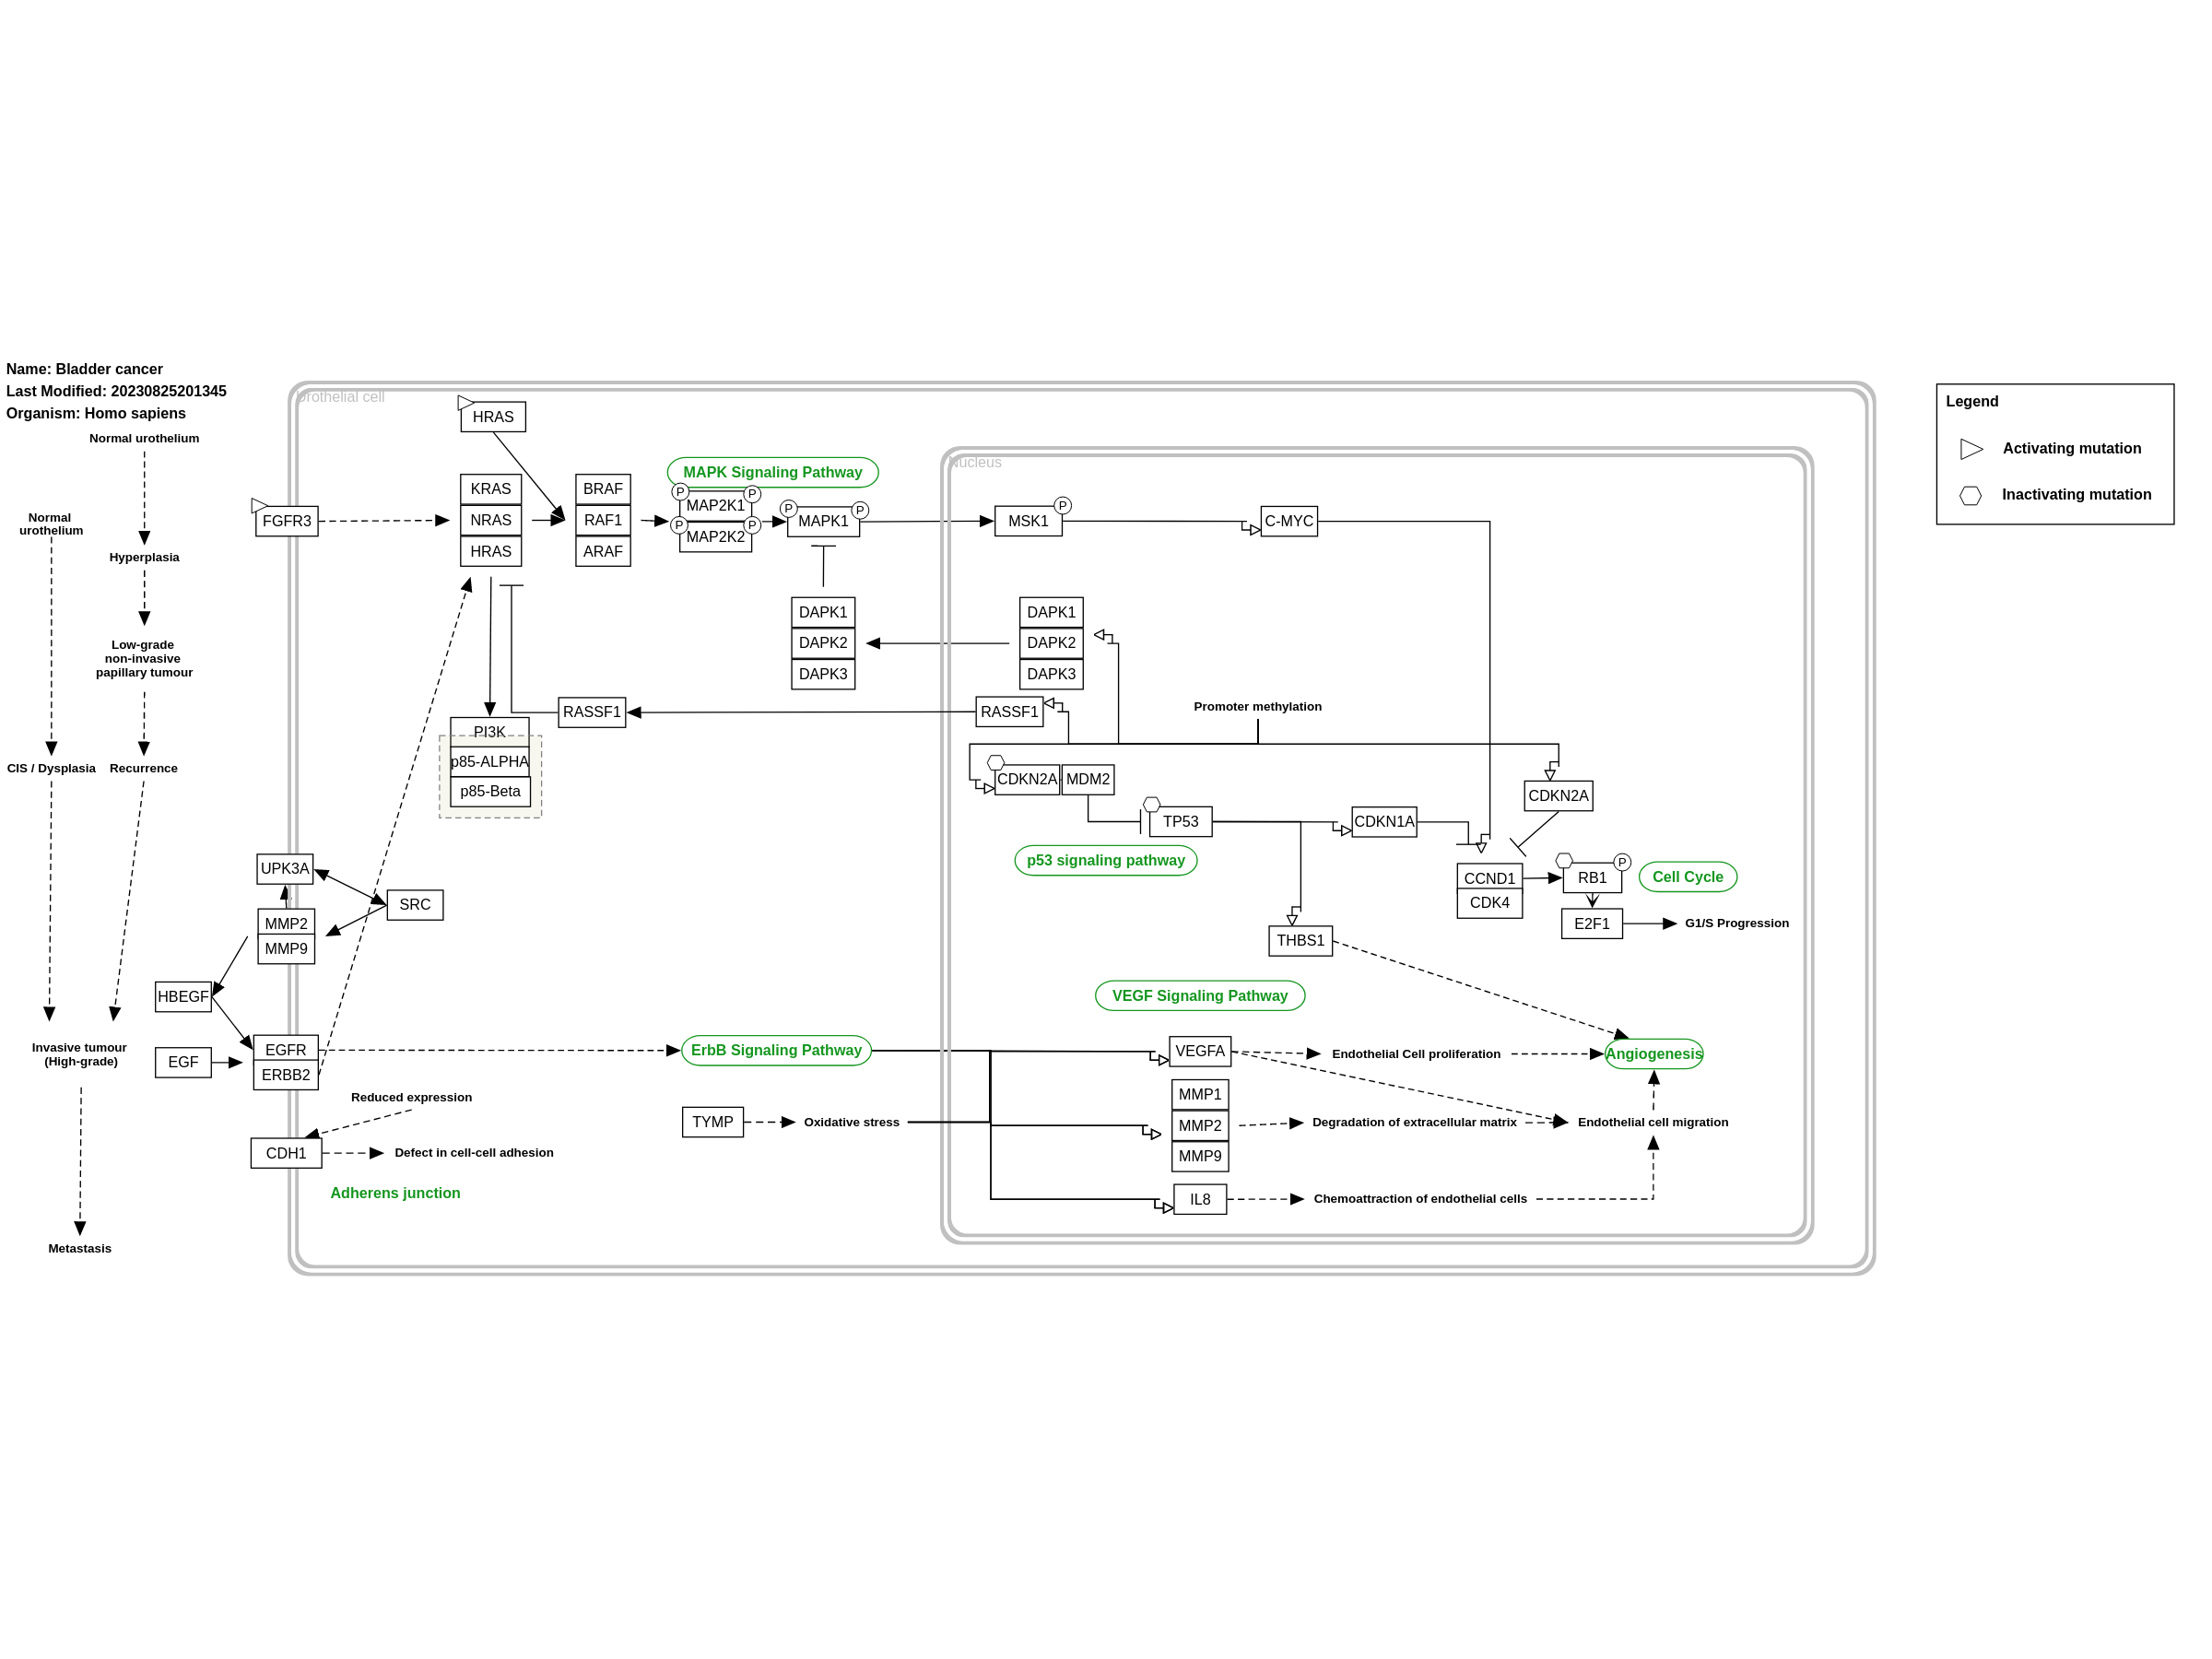 Name: Bladder cancer
Last Modified: 20230825201345
Organism: Homo sapiens
Normal urothelium
Normal
urothelium
Hyperplasia
Low-grade
non-invasive
papillary tumour
CIS / Dysplasia
Recurrence
Invasive tumour
(High-grade)
Metastasis
Urothelial cell
HRAS
FGFR3
KRAS
NRAS
HRAS
BRAF
RAF1
ARAF
MAPK Signaling Pathway
P
P
MAP2K1
P
P
MAP2K2
P
P
MAPK1
DAPK1
DAPK2
DAPK3
RASSF1
PI3K
p85-ALPHA
p85-Beta
UPK3A
SRC
MMP2
MMP9
HBEGF
EGF
EGFR
ERBB2
Reduced expression
CDH1
Defect in cell-cell adhesion
Adherens junction
ErbB Signaling Pathway
TYMP
Oxidative stress
Nucleus
P
MSK1
C-MYC
DAPK1
DAPK2
DAPK3
RASSF1
Promoter methylation
CDKN2A
MDM2
TP53
CDKN1A
CDKN2A
p53 signaling pathway
CCND1
CDK4
P
RB1
Cell Cycle
E2F1
G1/S Progression
THBS1
VEGF Signaling Pathway
VEGFA
Endothelial Cell proliferation
Angiogenesis
MMP1
MMP2
MMP9
Degradation of extracellular matrix
Endothelial cell migration
IL8
Chemoattraction of endothelial cells
Legend
Activating mutation
Inactivating mutation